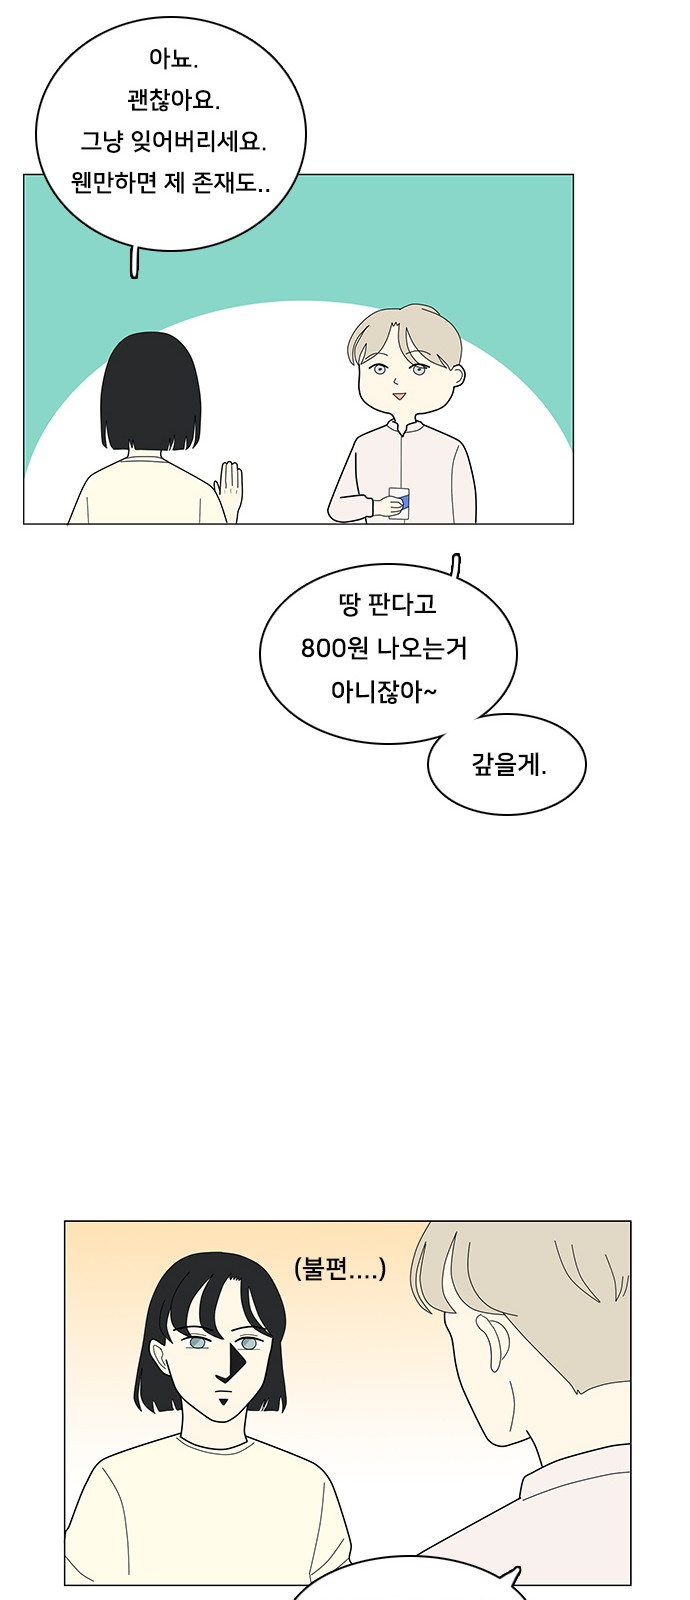 아뇨.
괜찮아요.
그냥 잊어버리세요.
웬만하면 제 존재도..
땅 판다고
800원 나오는거
아니잖아~
갚을게.
(불편....)